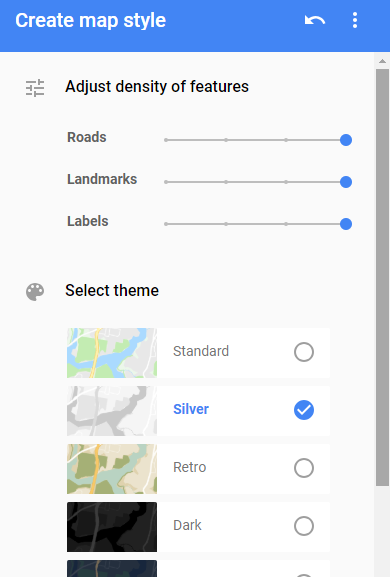 Create map style
Adjust density of features
Roads
Landmarks
Labels
Select theme
Standard
Silver
Retro
Dark